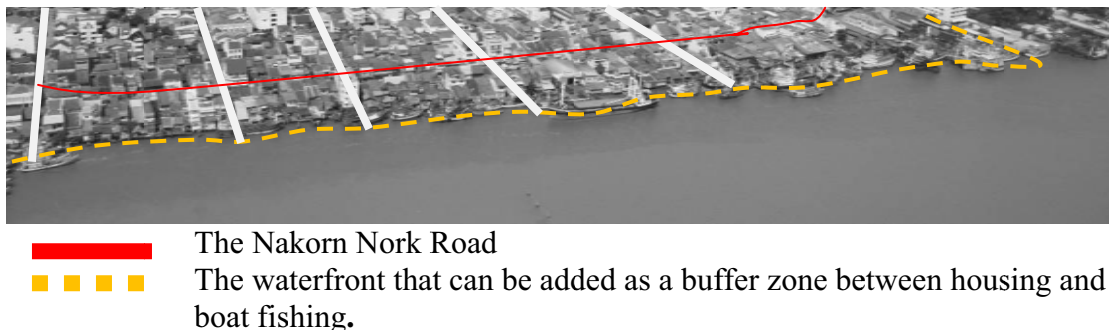 The Nakorn Nork Road
The waterfront that can be added as a buffer zone between housing and
boat fishing.